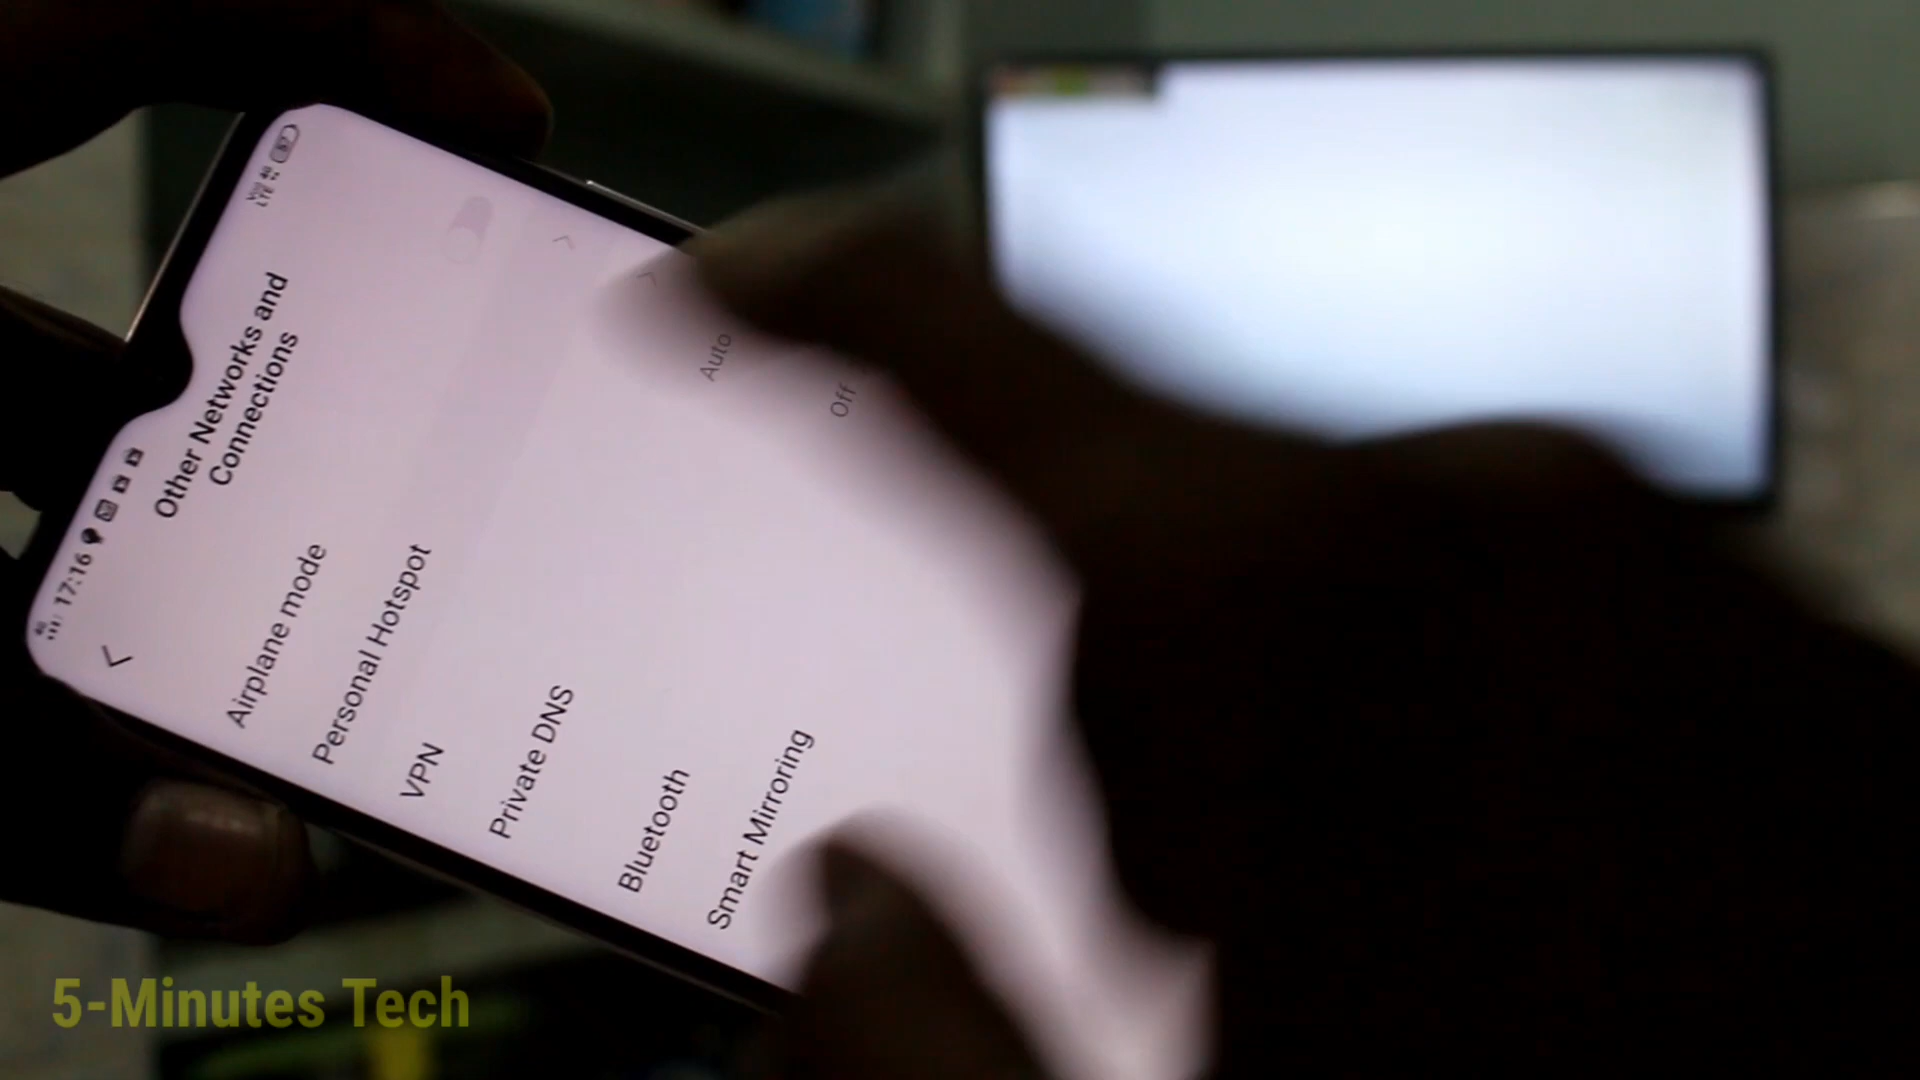 17:16
Other Networks and
Connections
Airplane mode
Personal Hotspot
VPN
Private DNS
Auto
Bluetooth
Off
Smart Mirroring
5-Minutes Tech